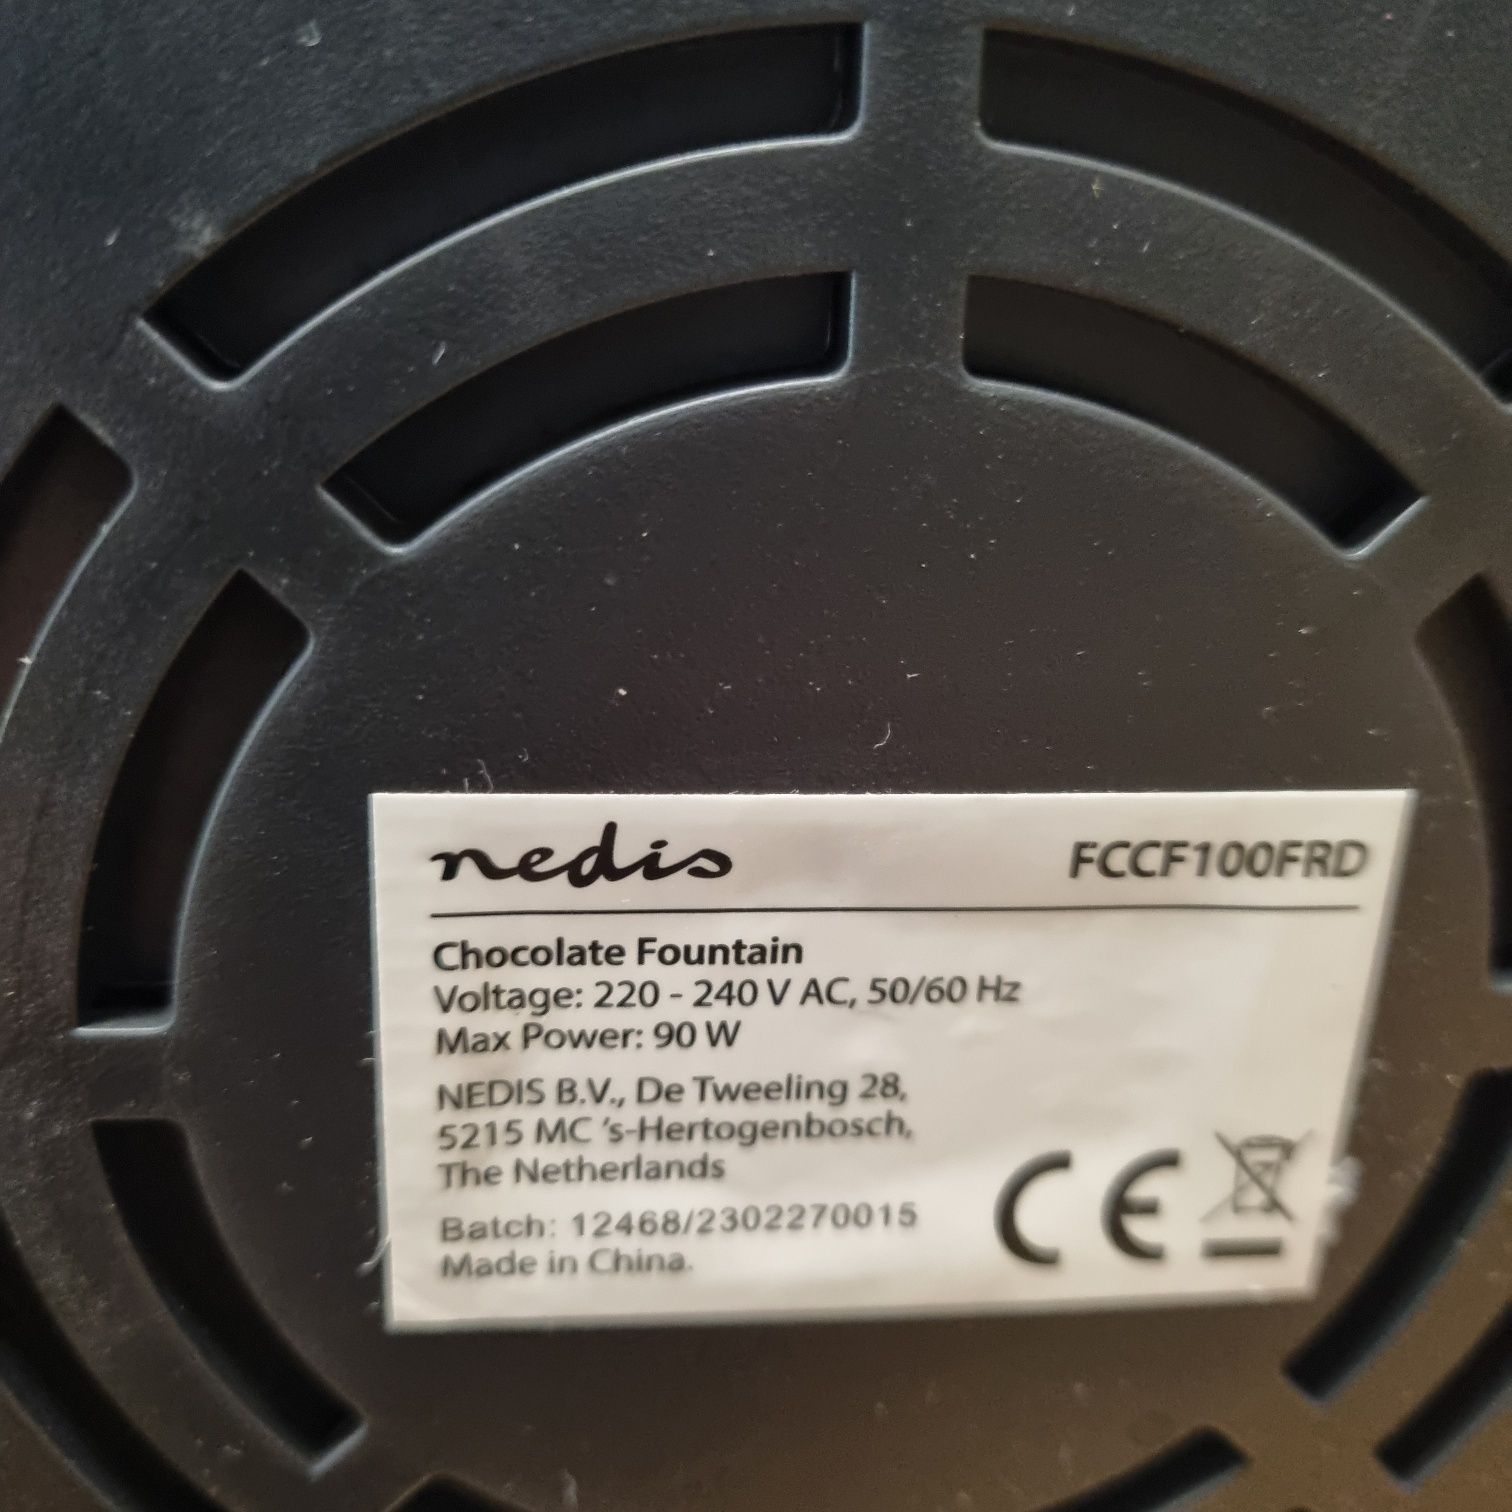 nedis FCCF100FRD
Chocolate Fountain
Voltage: 220 - 240 V AC, 50/60 Hz
Max Power: 90 W
NEDIS B.V., De Tweeling 28,
5215 MC 's-Hertogenbosch,
The Netherlands
Batch: 12468/2302270015
Made in China.
CE